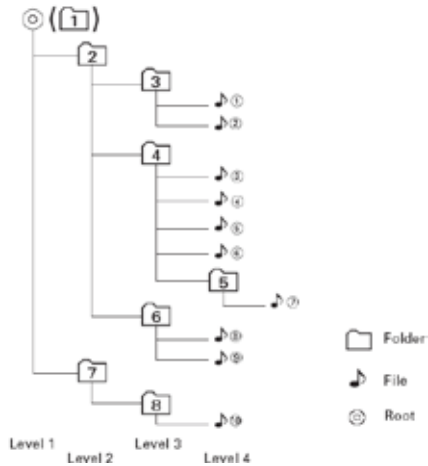 (1)
2
3
①
②
4
③
④
⑤
⑥
5
⑦
6
⑧
⑨
7
8
⑩
Folder
File
Root
Level 1
Level 2
Level 3
Level 4